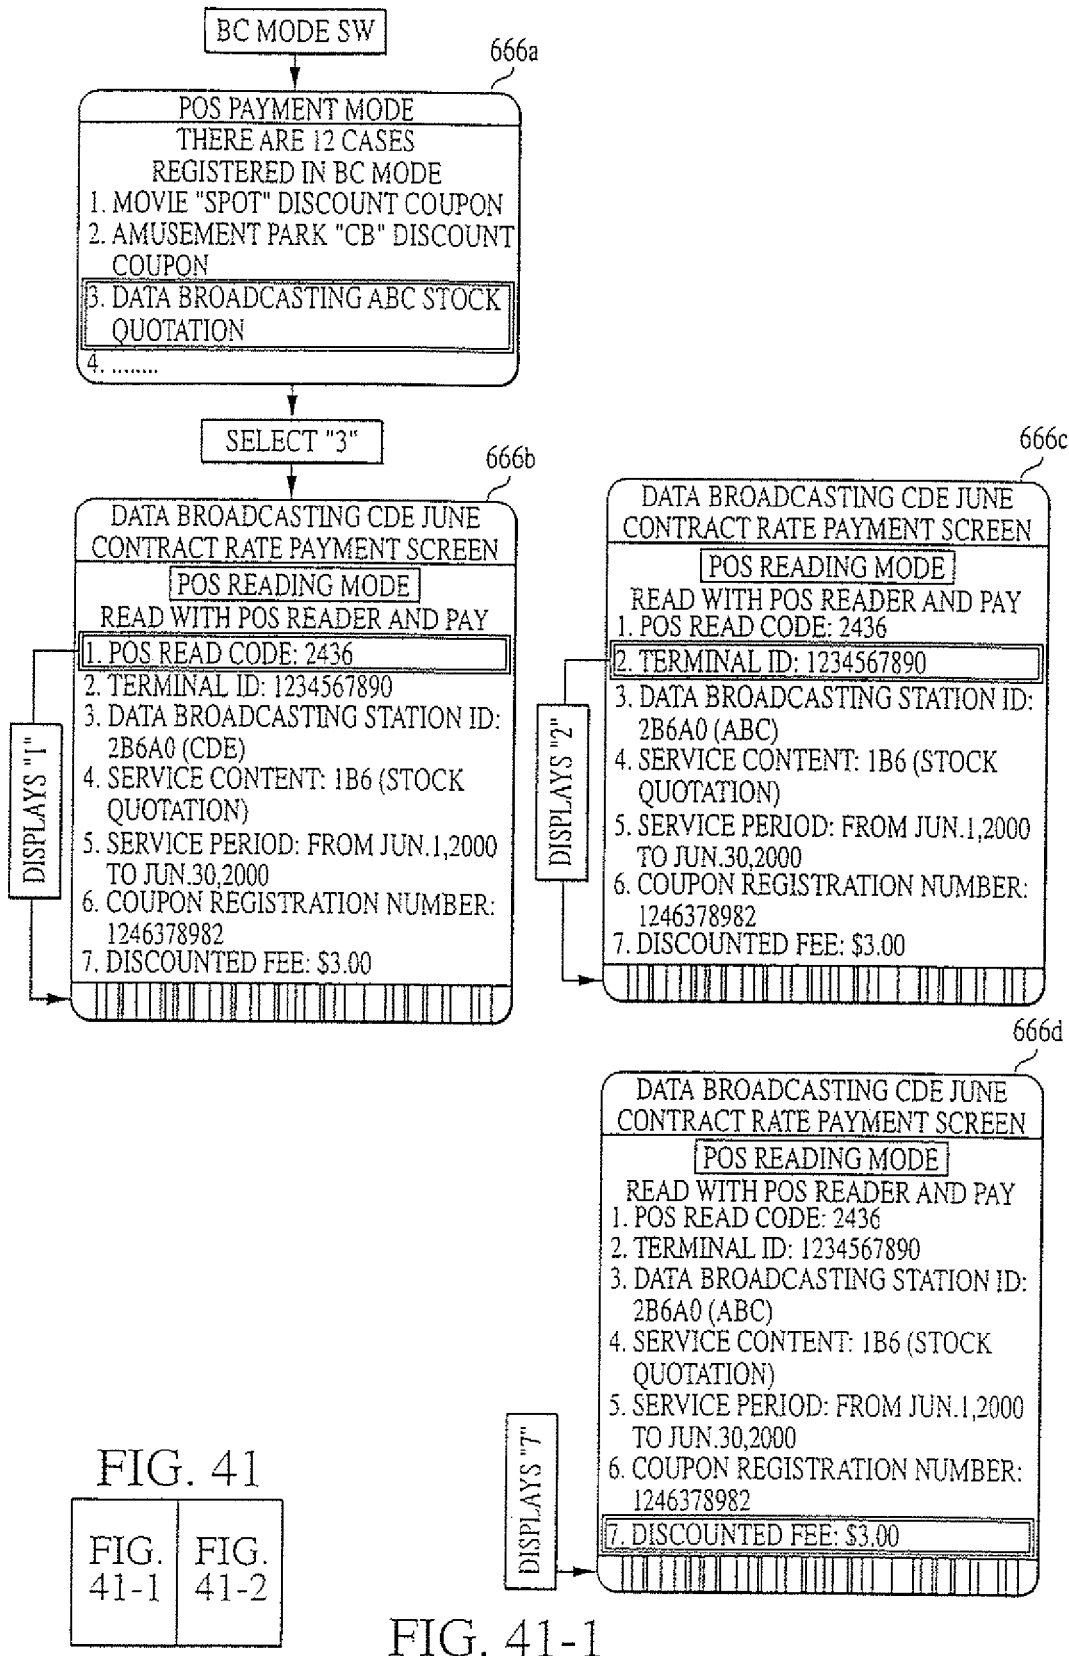 BC MODE SW
666a
POS PAYMENT MODE
THERE ARE 12 CASES
REGISTERED IN BC MODE
1. MOVIE "SPOT" DISCOUNT COUPON
2. AMUSEMENT PARK "CB" DISCOUNT
COUPON
3. DATA BROADCASTING ABC STOCK
QUOTATION
4. ........
SELECT "3"
666b
DATA BROADCASTING CDE JUNE
CONTRACT RATE PAYMENT SCREEN
POS READING MODE
READ WITH POS READER AND PAY
1. POS READ CODE: 2436
2. TERMINAL ID: 1234567890
3. DATA BROADCASTING STATION ID:
2B6A0 (CDE)
4. SERVICE CONTENT: 1B6 (STOCK
QUOTATION)
5. SERVICE PERIOD: FROM JUN.1,2000
TO JUN.30,2000
6. COUPON REGISTRATION NUMBER:
1246378982
7. DISCOUNTED FEE: $3.00
DISPLAYS "1"
666c
DATA BROADCASTING CDE JUNE
CONTRACT RATE PAYMENT SCREEN
POS READING MODE
READ WITH POS READER AND PAY
1. POS READ CODE: 2436
2. TERMINAL ID: 1234567890
3. DATA BROADCASTING STATION ID:
2B6A0 (ABC)
4. SERVICE CONTENT: 1B6 (STOCK
QUOTATION)
5. SERVICE PERIOD: FROM JUN.1,2000
TO JUN.30,2000
6. COUPON REGISTRATION NUMBER:
1246378982
7. DISCOUNTED FEE: $3.00
DISPLAYS "2"
666d
DATA BROADCASTING CDE JUNE
CONTRACT RATE PAYMENT SCREEN
POS READING MODE
READ WITH POS READER AND PAY
1. POS READ CODE: 2436
2. TERMINAL ID: 1234567890
3. DATA BROADCASTING STATION ID:
2B6A0 (ABC)
4. SERVICE CONTENT: 1B6 (STOCK
QUOTATION)
5. SERVICE PERIOD: FROM JUN.1,2000
TO JUN.30,2000
6. COUPON REGISTRATION NUMBER:
1246378982
7. DISCOUNTED FEE: $3.00
DISPLAYS "7"
FIG. 41
FIG.
41-1
FIG.
41-2
FIG. 41-1